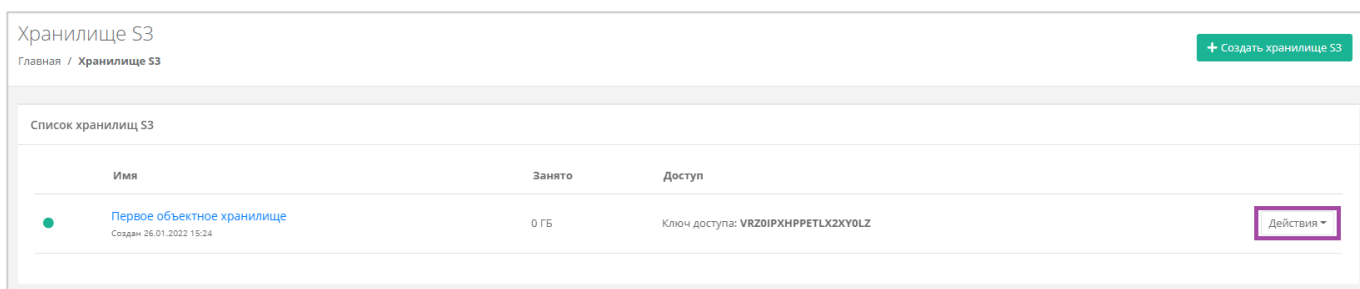 Хранилище S3
Главная / Хранилище S3
+ Создать хранилище S3
Список хранилищ S3
Имя Занято Доступ
Первое объектное хранилище 0 ГБ Ключ доступа: VRZ0IPXHPPETLX2XY0LZ Действия
Создан 26.01.2022 15:24